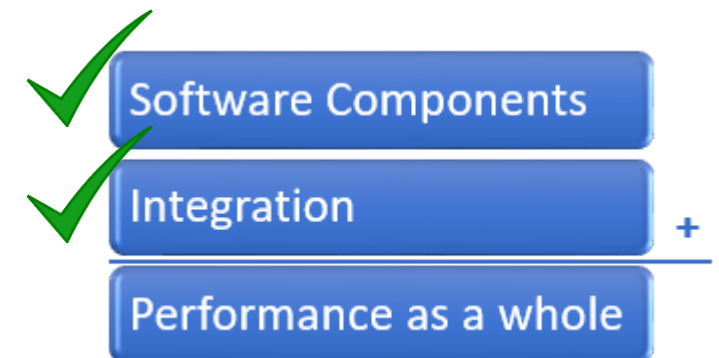 Software Components
Integration
+
Performance as a whole